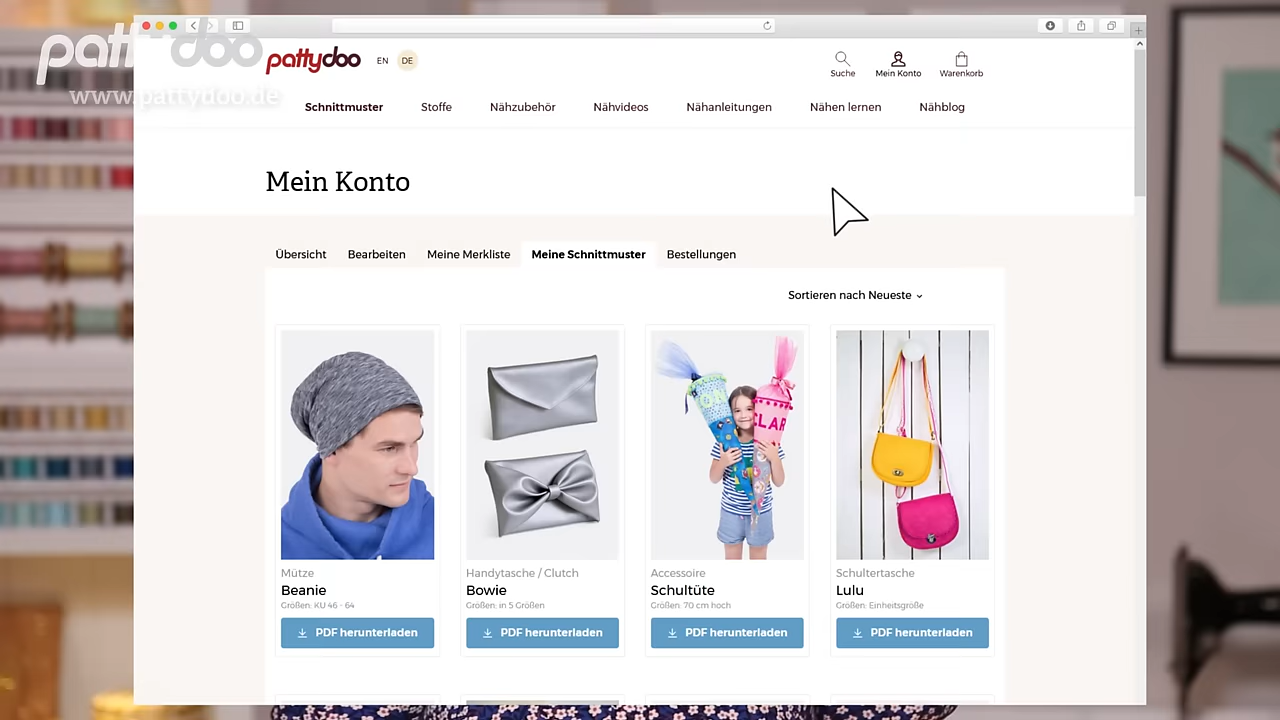 pattydoo
www.pattydoo.de
pattydoo EN DE
Suche Mein Konto Warenkorb
Schnittmuster Stoffe Nähzubehör Nähvideos Nähanleitungen Nähen lernen Nähblog
Mein Konto
Übersicht Bearbeiten Meine Merkliste Meine Schnittmuster Bestellungen
Sortieren nach Neueste
CLAR
Mütze
Beanie
Größen: KU 46 - 64
PDF herunterladen
Handytasche / Clutch
Bowie
Größen: in 5 Größen
PDF herunterladen
Accessoire
Schultüte
Größen: 70 cm hoch
PDF herunterladen
Schultertasche
Lulu
Größen: Einheitsgröße
PDF herunterladen